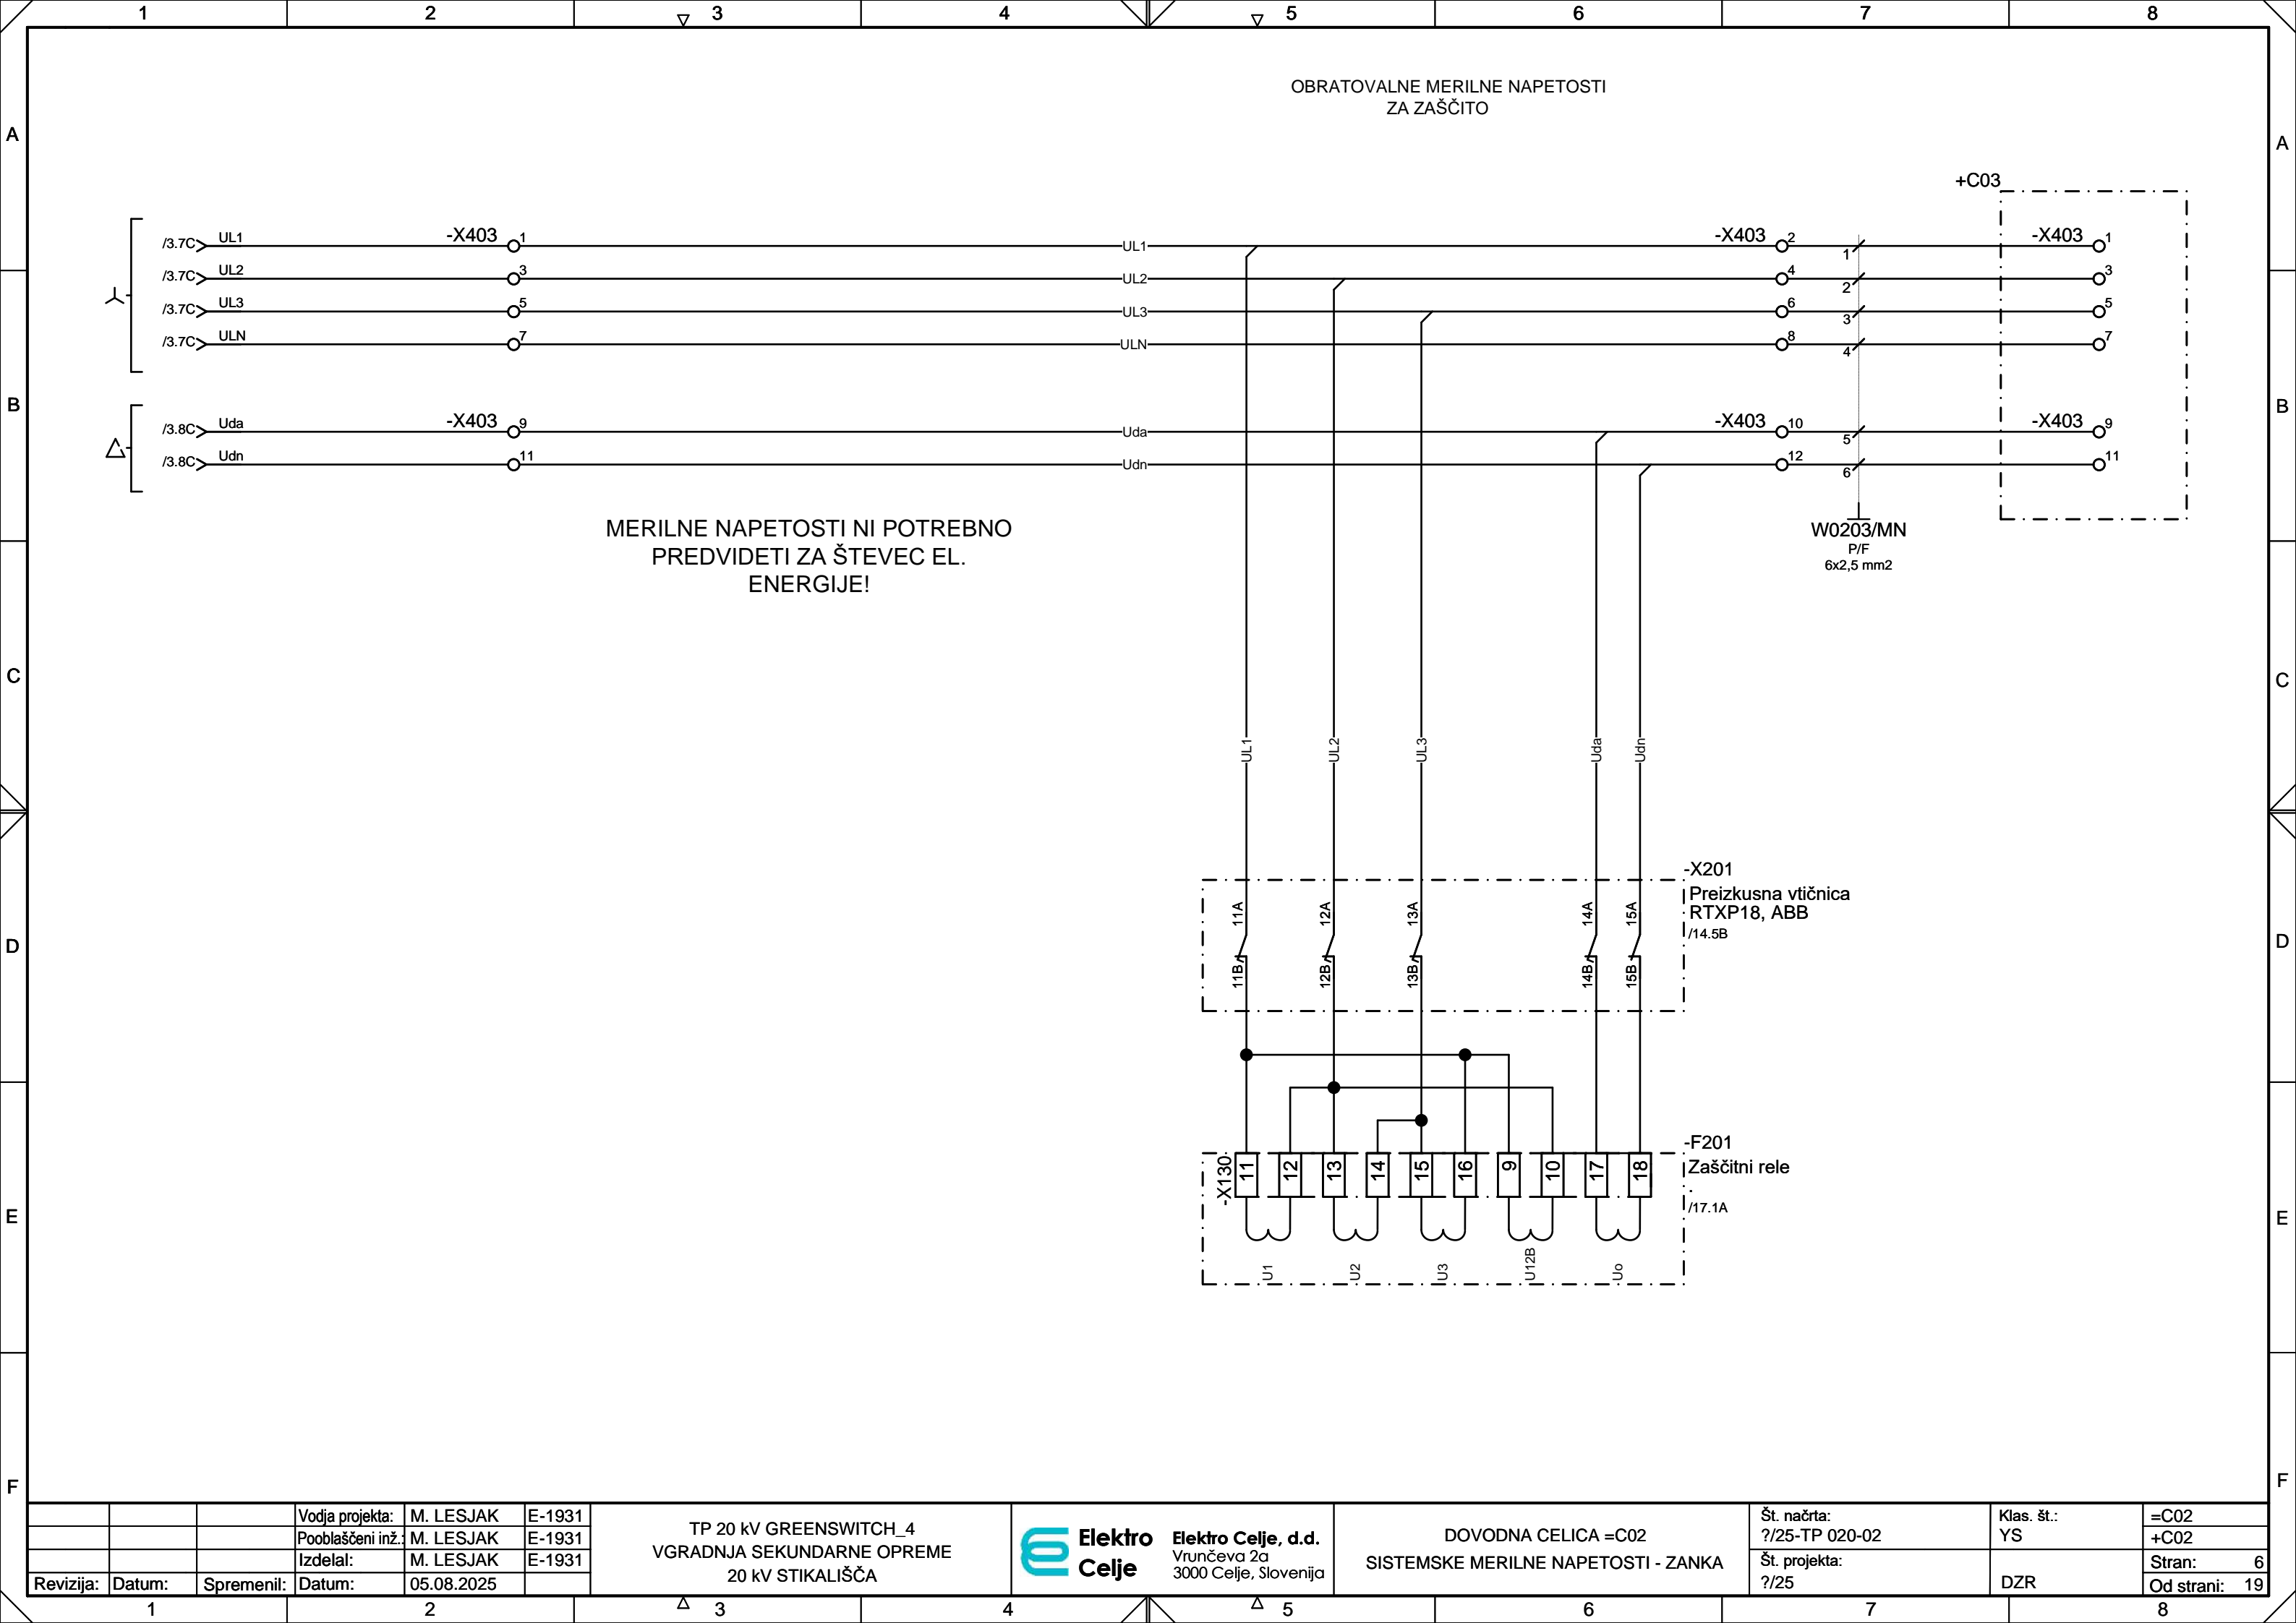 1 2 3 4 5 6 7 8
A
B
C
D
E
F
A
B
C
D
E
F
OBRATOVALNE MERILNE NAPETOSTI
ZA ZAŠČITO
+C03
/3.7C UL1 -X403 1 UL1 -X403 2 1 -X403 1
/3.7C UL2 3 UL2 4 2 3
/3.7C UL3 5 UL3 6 3 5
/3.7C ULN 7 ULN 8 4 7
/3.8C Uda -X403 9 Uda -X403 10 5 -X403 9
/3.8C Udn 11 Udn 12 6 11
MERILNE NAPETOSTI NI POTREBNO
PREDVIDETI ZA ŠTEVEC EL.
ENERGIJE!
W0203/MN
P/F
6x2,5 mm2
UL1 UL2 UL3 Uda Udn
-X201
Preizkusna vtičnica
RTXP18, ABB
/14.5B
11A 12A 13A 14A 15A
11B 12B 13B 14B 15B
-F201
Zaščitni rele
.
/17.1A
-X130 11 12 13 14 15 16 9 10 17 18
U1 U2 U3 U12B Uo
Revizija: Datum: Spremenil:
Vodja projekta: M. LESJAK E-1931
Pooblaščeni inž.: M. LESJAK E-1931
Izdelal: M. LESJAK E-1931
Datum: 05.08.2025
TP 20 kV GREENSWITCH_4
VGRADNJA SEKUNDARNE OPREME
20 kV STIKALIŠČA
Elektro
Celje
Elektro Celje, d.d.
Vrunčeva 2a
3000 Celje, Slovenija
DOVODNA CELICA =C02
SISTEMSKE MERILNE NAPETOSTI - ZANKA
Št. načrta:
?/25-TP 020-02
Št. projekta:
?/25
Klas. št.:
YS
DZR
=C02
+C02
Stran: 6
Od strani: 19
1 2 3 4 5 6 7 8